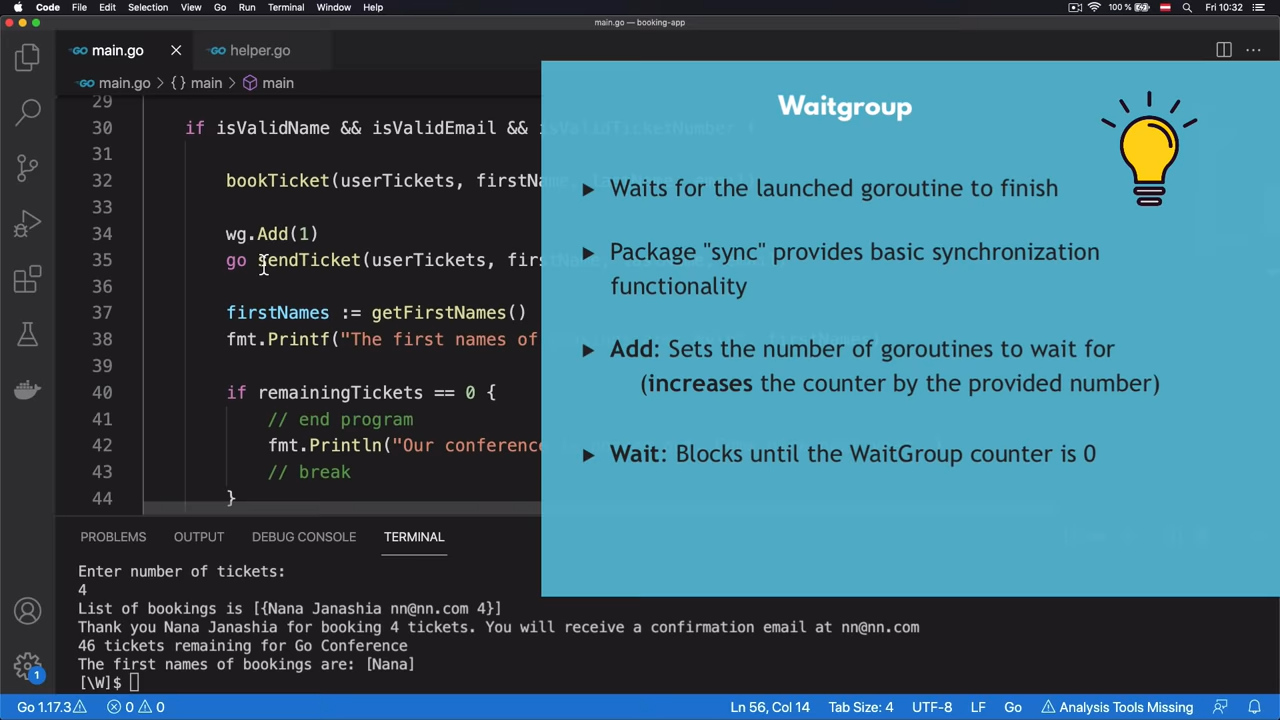 Code File Edit Selection View Go Run Terminal Window Help 100 % Fri 10:32
main.go — booking-app
main.go helper.go
main.go > {} main > main
29
30 if isValidName && isValidEmail && isValidTicketNumber {
31
32 bookTicket(userTickets, firstName,
33
34 wg.Add(1)
35 go sendTicket(userTickets, firstName,
36
37 firstNames := getFirstNames()
38 fmt.Printf("The first names of
39
40 if remainingTickets == 0 {
41 // end program
42 fmt.Println("Our conference
43 // break
44 }
Waitgroup
Waits for the launched goroutine to finish
Package "sync" provides basic synchronization
functionality
Add: Sets the number of goroutines to wait for
(increases the counter by the provided number)
Wait: Blocks until the WaitGroup counter is 0
PROBLEMS OUTPUT DEBUG CONSOLE TERMINAL
Enter number of tickets:
4
List of bookings is [{Nana Janashia nn@nn.com 4}]
Thank you Nana Janashia for booking 4 tickets. You will receive a confirmation email at nn@nn.com
46 tickets remaining for Go Conference
The first names of bookings are: [Nana]
[\W]$
1
Go 1.17.3 0 0 Ln 56, Col 14 Tab Size: 4 UTF-8 LF Go Analysis Tools Missing